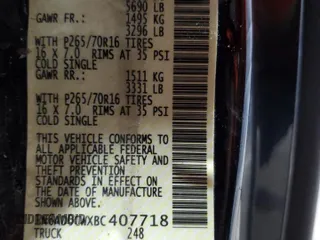 5690 LB
GAWR FR.: 1495 KG
3296 LB
WITH P265/70R16 TIRES
16 X 7.0 RIMS AT 35 PSI
COLD SINGLE
GAWR RR.: 1511 KG
3331 LB
WITH P265/70R16 TIRES
16 X 7.0 RIMS AT 35 PSI
COLD SINGLE
THIS VEHICLE CONFORMS TO
ALL APPLICABLE FEDERAL
MOTOR VEHICLE SAFETY
AND THEFT PREVENTION
STANDARDS IN EFFECT ON
THE DATE OF MANUFACTURE
SHOWN ABOVE.
407718
TRUCK 248